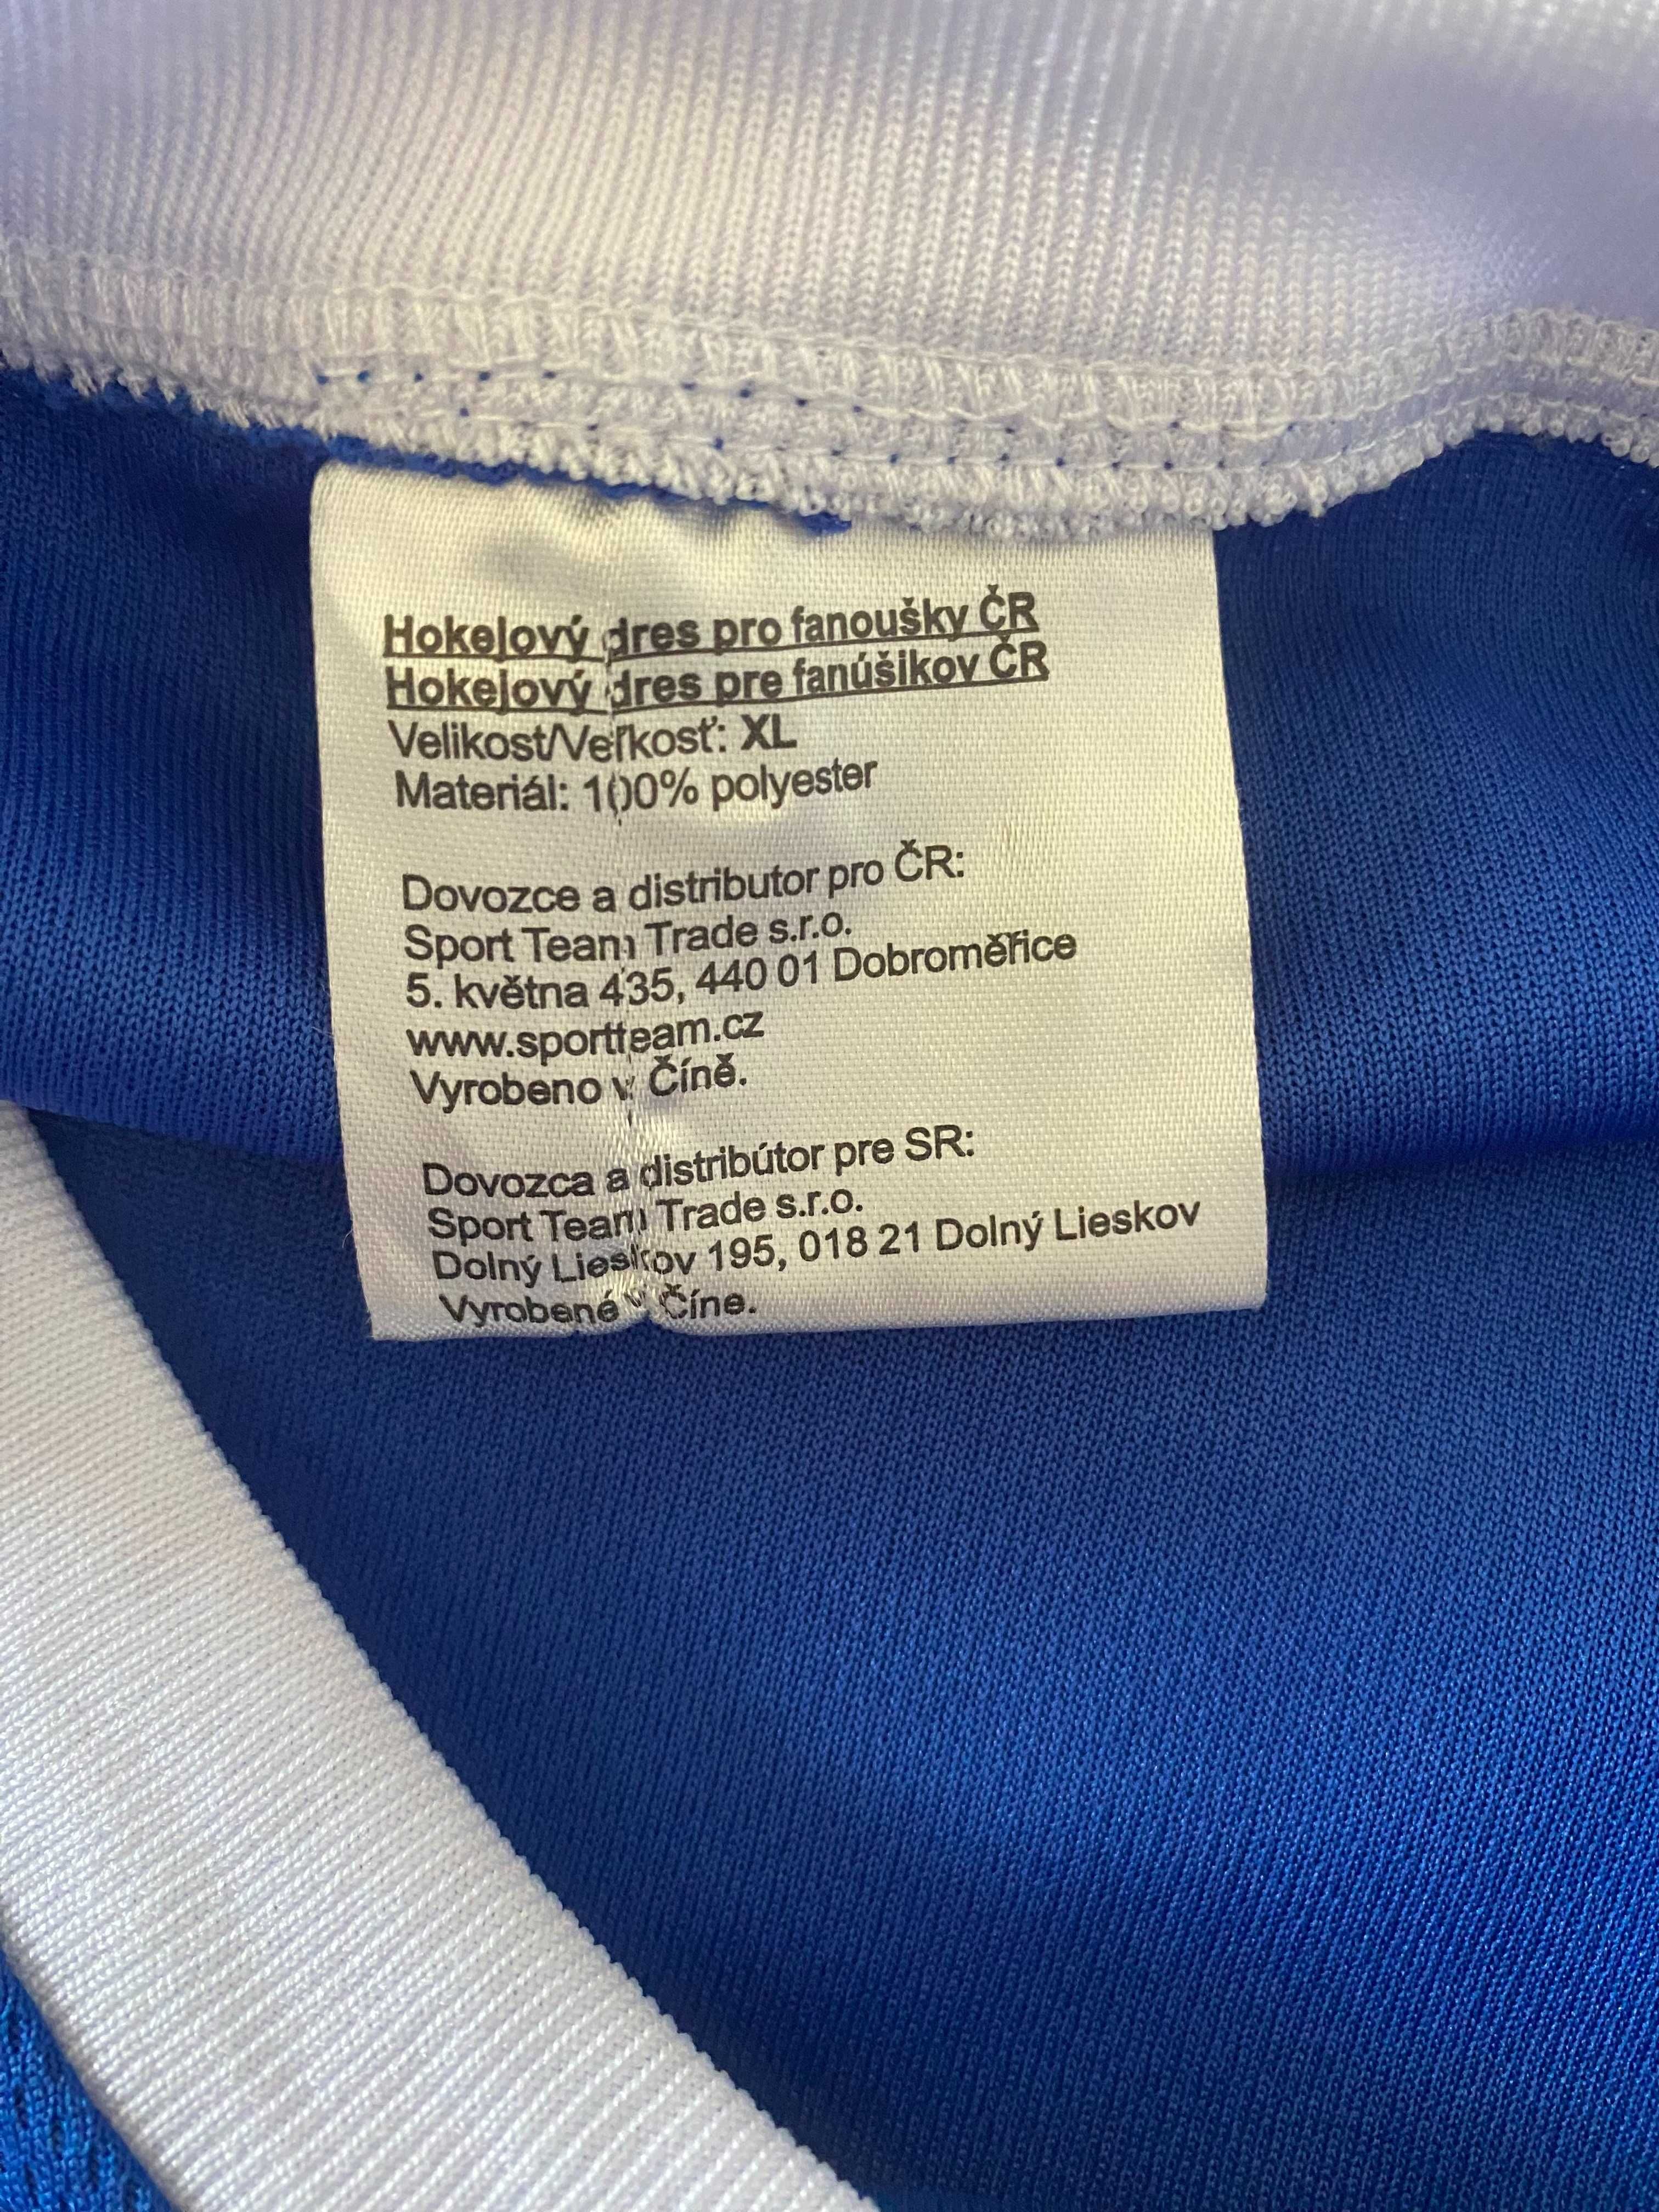 Hokejový dres pro fanoušky ČR
Hokejový dres pre fanúšikov ČR
Velikost/Veľkosť: XL
Materiál: 100% polyester
Dovozce a distributor pro ČR:
Sport Team Trade s.r.o.
5. května 435, 440 01 Dobroměřice
www.sportteam.cz
Vyrobeno v Číně.
Dovozca a distribútor pre SR:
Sport Team Trade s.r.o.
Dolný Lieskov 195, 018 21 Dolný Lieskov
Vyrobené v Číne.